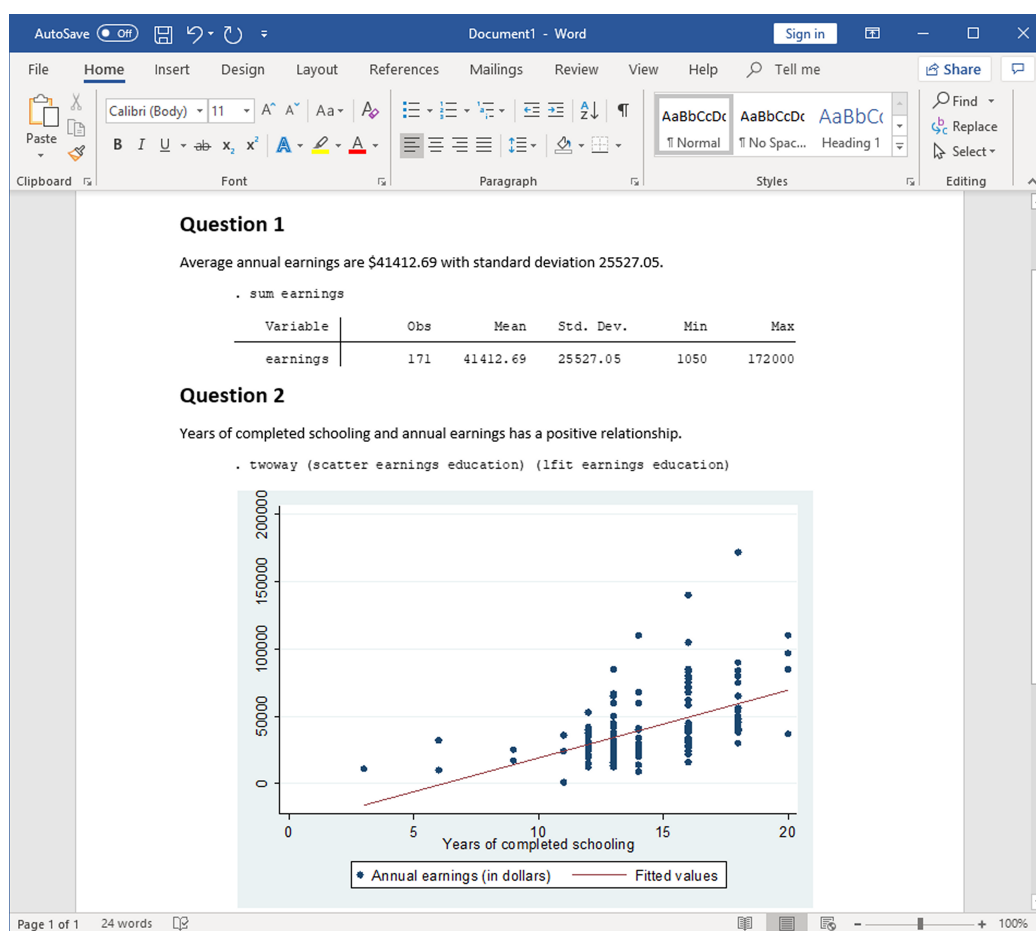 AutoSave Off Document1 - Word Sign in
File Home Insert Design Layout References Mailings Review View Help Tell me Share
Calibri (Body) 11 A^ A Aa A AaBbCcDc AaBbCcDc AaBbC Find
Paste B I U ab x₂ x² A A ¶ Normal ¶ No Spac... Heading 1 Replace
Select
Clipboard Font Paragraph Styles Editing
Question 1
Average annual earnings are $41412.69 with standard deviation 25527.05.
. sum earnings
Variable Obs Mean Std. Dev. Min Max
earnings 171 41412.69 25527.05 1050 172000
Question 2
Years of completed schooling and annual earnings has a positive relationship.
. twoway (scatter earnings education) (lfit earnings education)
200000
150000
100000
50000
0
0 5 10 15 20
Years of completed schooling
Annual earnings (in dollars) Fitted values
Page 1 of 1 24 words 100%